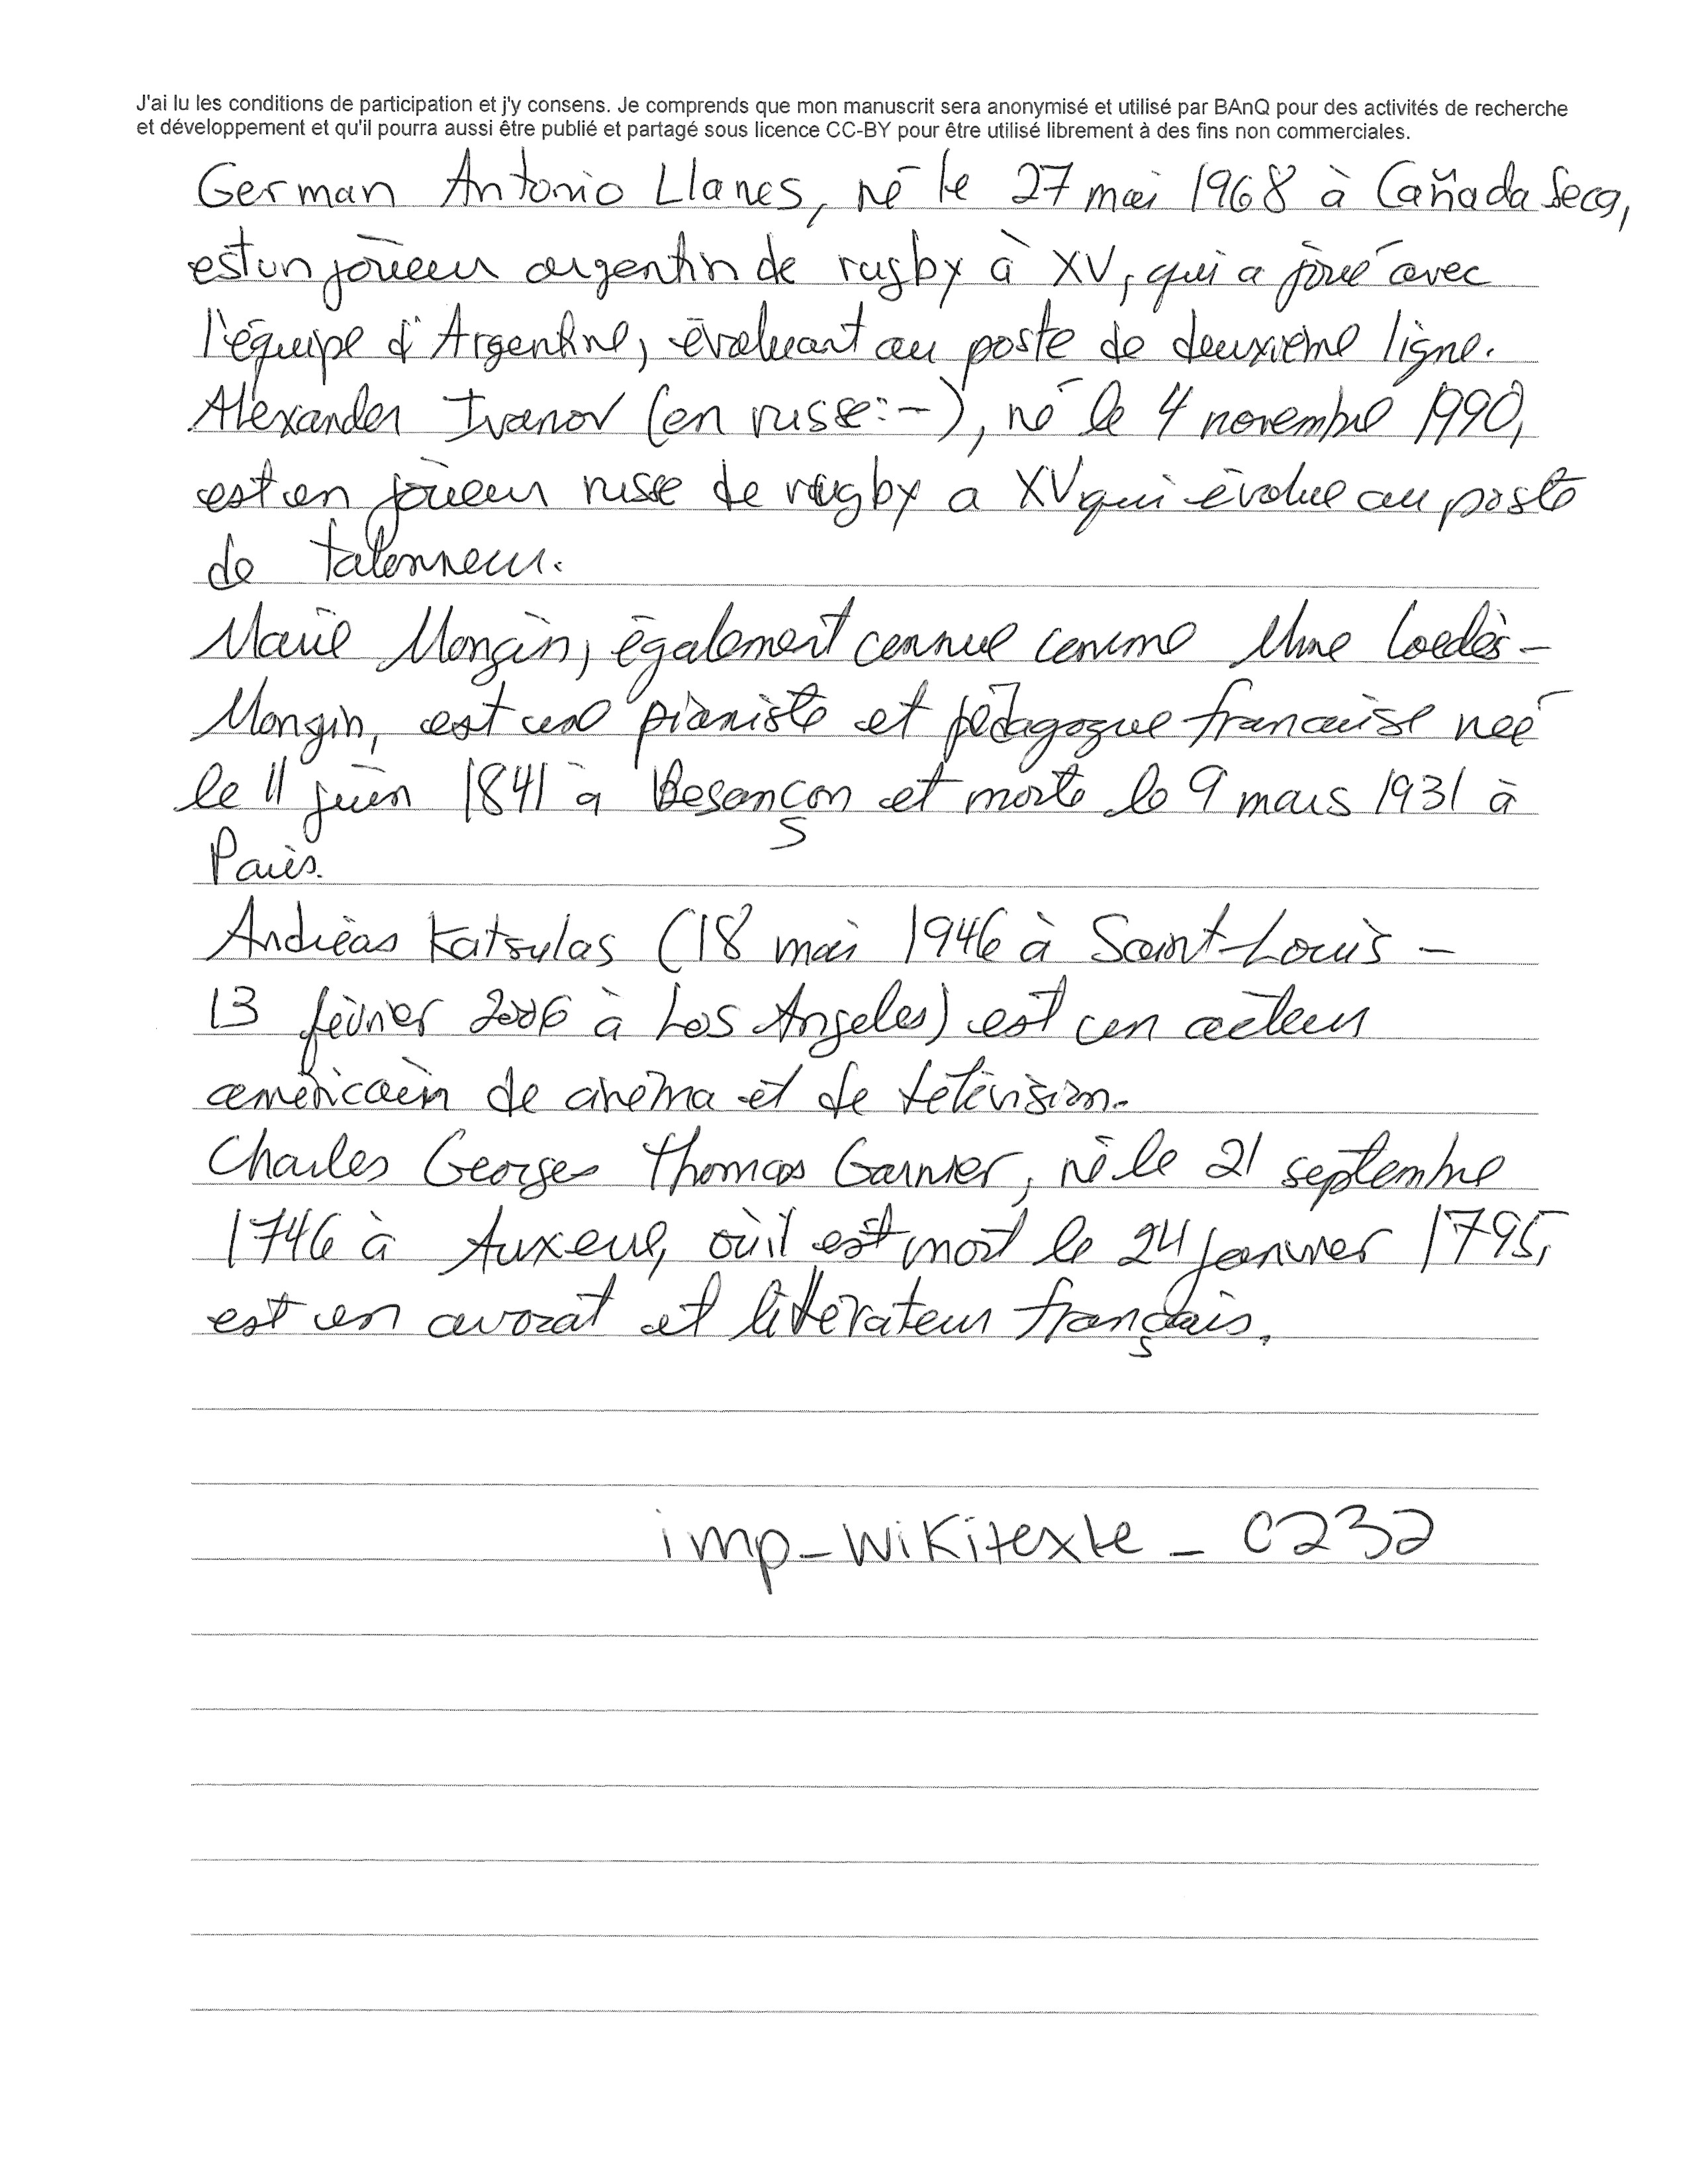 J'ai lu les conditions de participation et j'y consens. Je comprends que mon manuscrit sera anonymisé et utilisé par BAnQ pour des activités de recherche
et développement et qu'il pourra aussi être publié et partagé sous licence CC-BY pour être utilisé librement à des fins non commerciales.
German Antonio Llanes, né le 27 mai 1968 à Cañada Seca,
est un joueur argentin de rugby à XV, qui a joué avec
l'équipe d'Argentine, évoluant au poste de deuxième ligne.
Alexander Ivanov (en russe:-), né le 4 novembre 1990,
est un joueur russe de rugby a XV qui évolue au poste
de talonneur.
Marie Mongin, également connue comme Mme Loedès-
Mongin, est une pianiste et pédagogue francaise neé
le 11 juin 1841 à Besançon et morte le 9 mars 1931 à
Paris.
Andréas Katsulas (18 mai 1946 à Saint-Louis -
13 février 2006 à Los Angeles) est un acteur
américain de cinéma et de télévision.
Charles Georges Thomas Garnier, né le 21 septembre
1746 à Auxerre, où il est mort le 24 janvier 1795,
est un avocat et littérateur français.
imp-wikitexte-0232